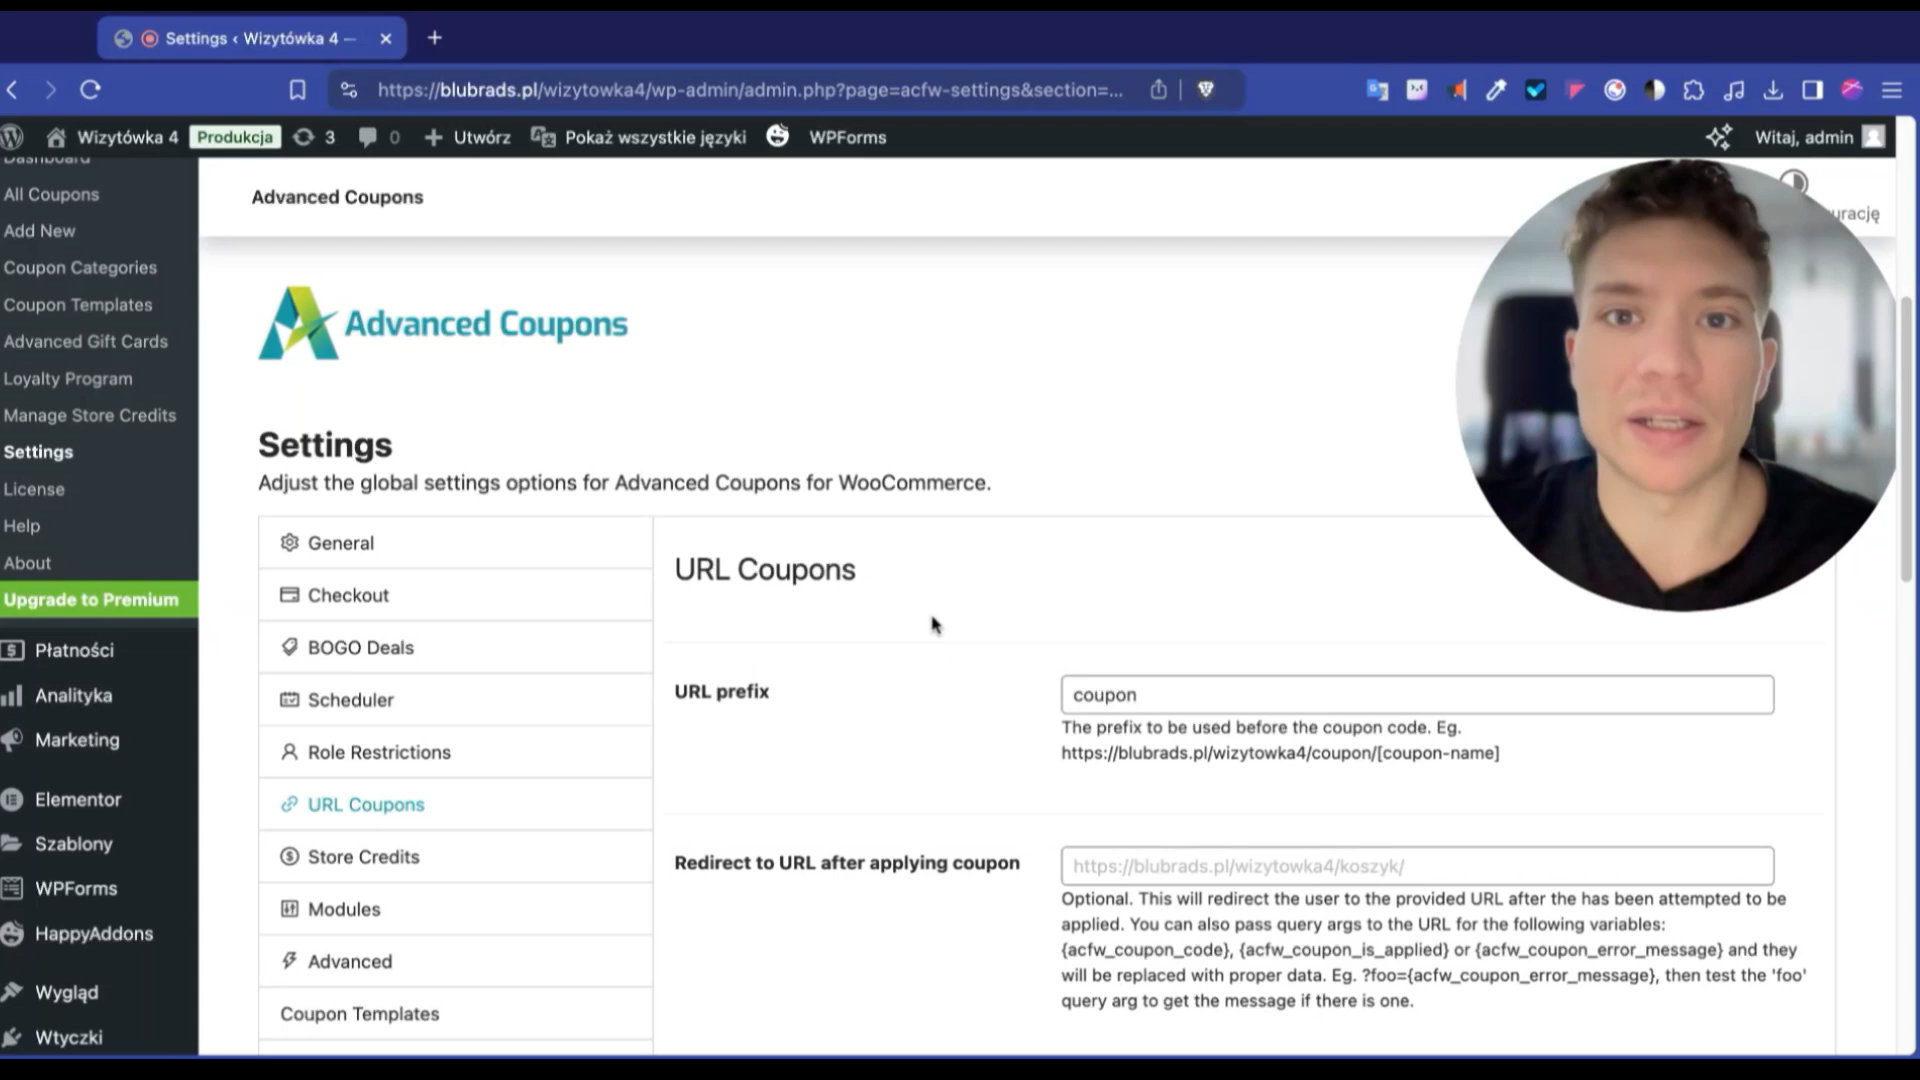 Settings ‹ Wizytówka 4 —
https://blubrads.pl/wizytowka4/wp-admin/admin.php?page=acfw-settings&section=...
Wizytówka 4
Produkcja
3
0
Utwórz
Pokaż wszystkie języki
WPForms
Witaj, admin
Dashboard
All Coupons
Add New
Coupon Categories
Coupon Templates
Advanced Gift Cards
Loyalty Program
Manage Store Credits
Settings
License
Help
About
Upgrade to Premium
Płatności
Analityka
Marketing
Elementor
Szablony
WPForms
HappyAddons
Wygląd
Wtyczki
Advanced Coupons
Advanced Coupons
Settings
Adjust the global settings options for Advanced Coupons for WooCommerce.
General
Checkout
BOGO Deals
Scheduler
Role Restrictions
URL Coupons
Store Credits
Modules
Advanced
Coupon Templates
URL Coupons
URL prefix
coupon
The prefix to be used before the coupon code. Eg.
https://blubrads.pl/wizytowka4/coupon/[coupon-name]
Redirect to URL after applying coupon
https://blubrads.pl/wizytowka4/koszyk/
Optional. This will redirect the user to the provided URL after the has been attempted to be
applied. You can also pass query args to the URL for the following variables:
{acfw_coupon_code}, {acfw_coupon_is_applied} or {acfw_coupon_error_message} and they
will be replaced with proper data. Eg. ?foo={acfw_coupon_error_message}, then test the 'foo'
query arg to get the message if there is one.